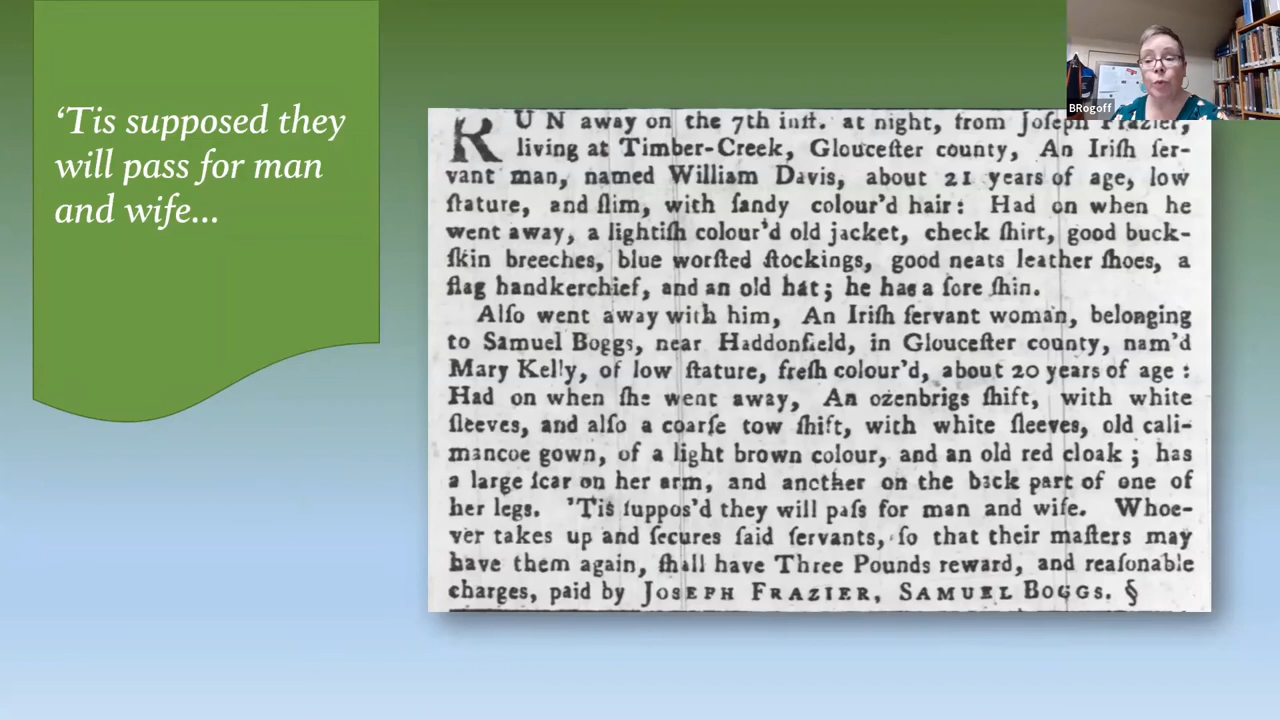 ‘Tis supposed they
will pass for man
and wife...
BRogoff
RUN away on the 7th inſt. at night, from Joſeph Frazier,
living at Timber-Creek, Glouceſter county, An Iriſh ſer-
vant man, named William Davis, about 21 years of age, low
ſtature, and ſlim, with ſandy colour'd hair: Had on when he
went away, a lightiſh colour'd old jacket, check ſhirt, good buck-
ſkin breeches, blue worſted ſtockings, good neats leather ſhoes, a
flag handkerchief, and an old hat; he has a ſore ſhin.
Alſo went away with him, An Iriſh ſervant woman, belonging
to Samuel Boggs, near Haddonfield, in Glouceſter county, nam'd
Mary Kelly, of low ſtature, freſh colour'd, about 20 years of age:
Had on when ſhe went away, An ozenbrigs ſhift, with white
ſleeves, and alſo a coarſe tow ſhift, with white ſleeves, old cali-
mancoe gown, of a light brown colour, and an old red cloak; has
a large ſcar on her arm, and another on the back part of one of
her legs. 'Tis ſuppos'd they will paſs for man and wife. Whoe-
ver takes up and ſecures ſaid ſervants, ſo that their maſters may
have them again, ſhall have Three Pounds reward, and reaſonable
charges, paid by JOSEPH FRAZIER, SAMUEL BOGGS. §